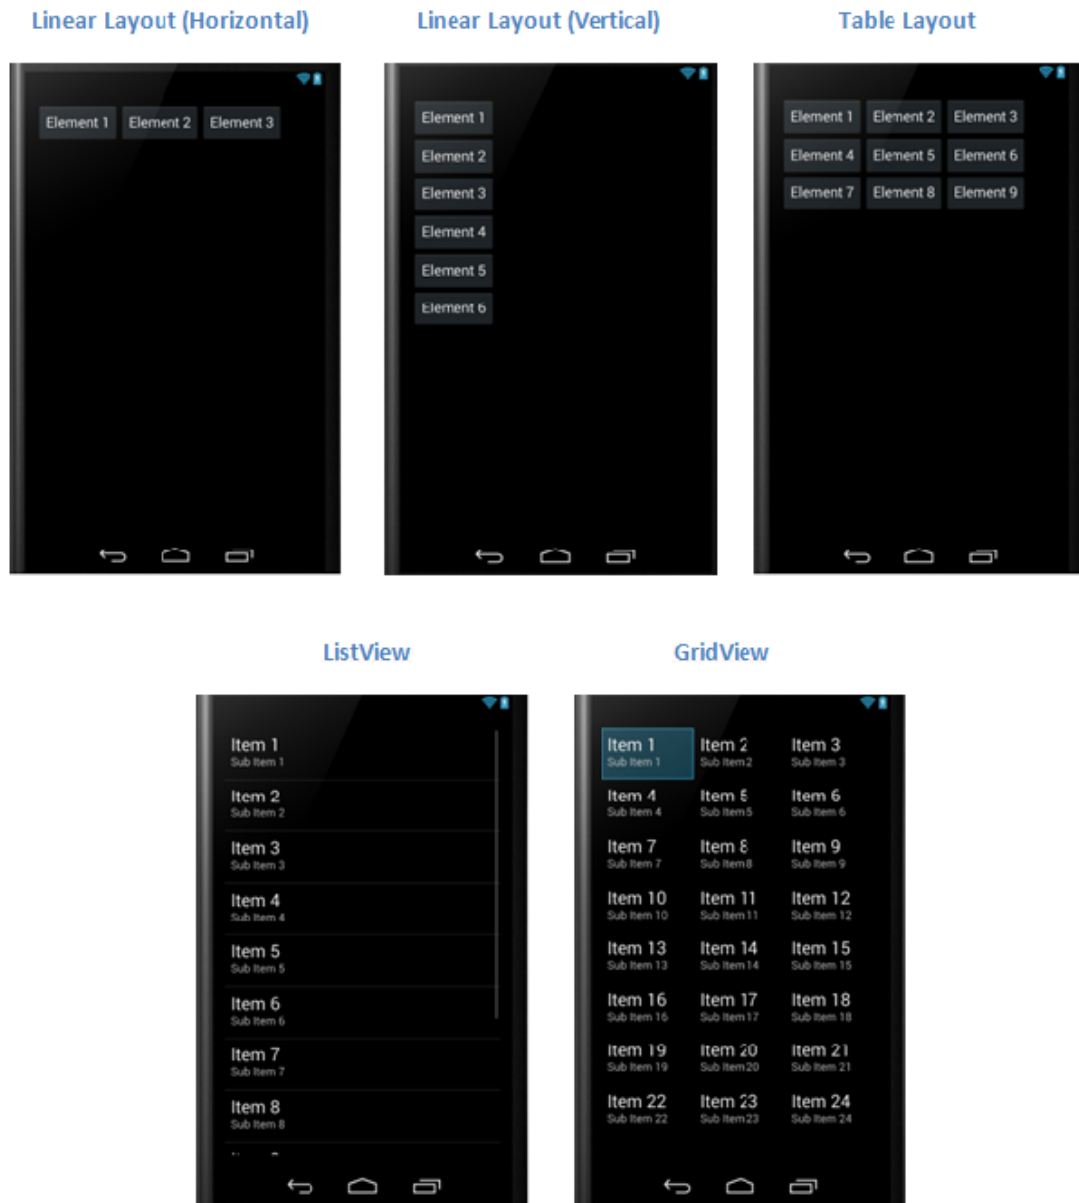 Linear Layout (Horizontal)
Linear Layout (Vertical)
Table Layout
Element 1 Element 2 Element 3
Element 1
Element 2
Element 3
Element 4
Element 5
Element 6
Element 1 Element 2 Element 3
Element 4 Element 5 Element 6
Element 7 Element 8 Element 9
ListView
GridView
Item 1
Sub Item 1
Item 2
Sub Item 2
Item 3
Sub Item 3
Item 4
Sub Item 4
Item 5
Sub Item 5
Item 6
Sub Item 6
Item 7
Sub Item 7
Item 8
Sub Item 8
Item 1 Item 2 Item 3
Sub Item 1 Sub Item 2 Sub Item 3
Item 4 Item 5 Item 6
Sub Item 4 Sub Item 5 Sub Item 6
Item 7 Item 8 Item 9
Sub Item 7 Sub Item 8 Sub Item 9
Item 10 Item 11 Item 12
Sub Item 10 Sub Item 11 Sub Item 12
Item 13 Item 14 Item 15
Sub Item 13 Sub Item 14 Sub Item 15
Item 16 Item 17 Item 18
Sub Item 16 Sub Item 17 Sub Item 18
Item 19 Item 20 Item 21
Sub Item 19 Sub Item 20 Sub Item 21
Item 22 Item 23 Item 24
Sub Item 22 Sub Item 23 Sub Item 24